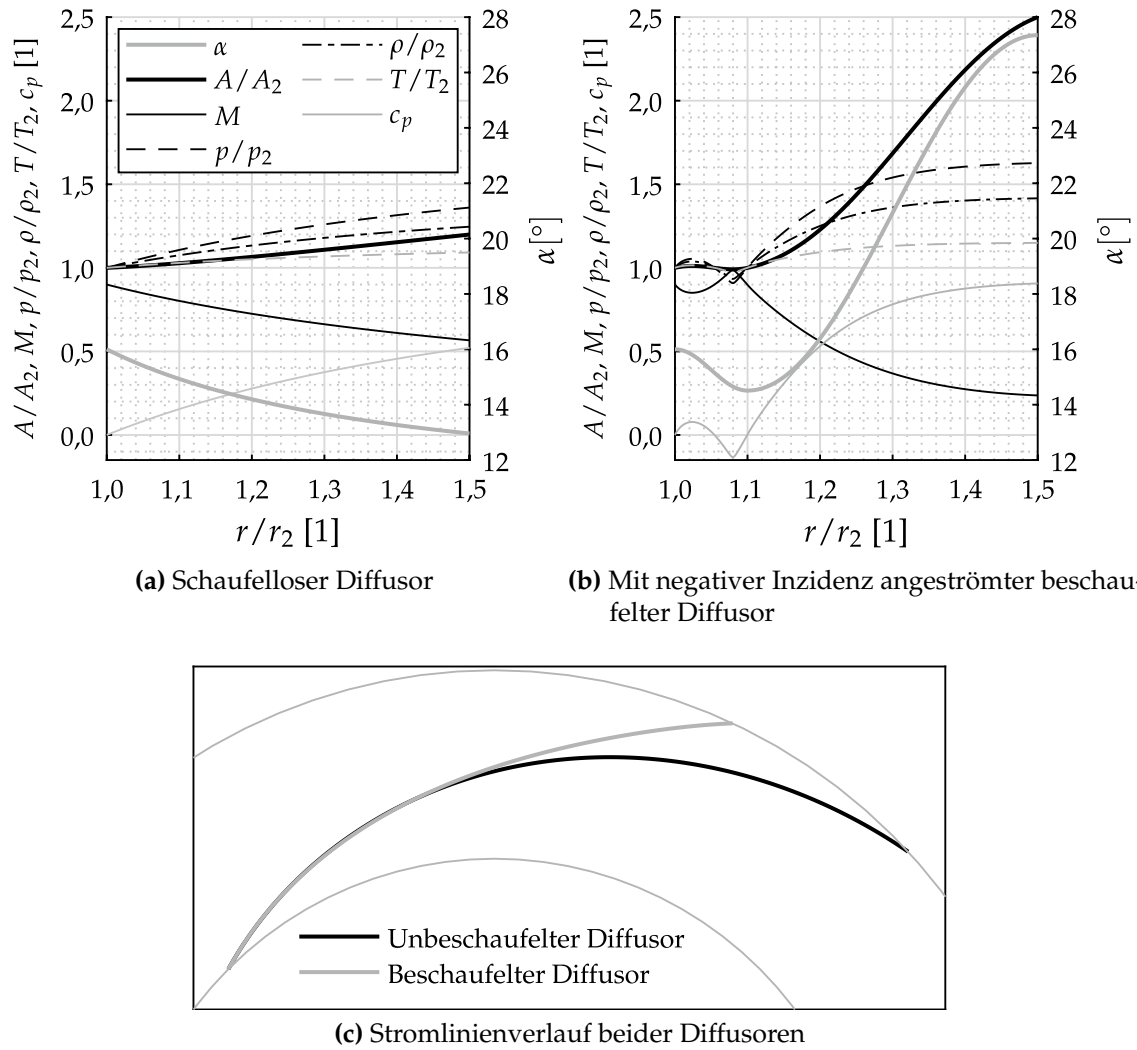 A/A2, M, p/p2, ρ/ρ2, T/T2, cp [1]
2,5
2,0
1,5
1,0
0,5
0,0
α
A/A2
M
p/p2
ρ/ρ2
T/T2
cp
28
26
24
22
20
18
16
14
12
α[°]
1,0 1,1 1,2 1,3 1,4 1,5
r/r2 [1]
(a) Schaufelloser Diffusor
A/A2, M, p/p2, ρ/ρ2, T/T2, cp [1]
2,5
2,0
1,5
1,0
0,5
0,0
28
26
24
22
20
18
16
14
12
α[°]
1,0 1,1 1,2 1,3 1,4 1,5
r/r2 [1]
(b) Mit negativer Inzidenz angeströmter beschau-
felter Diffusor
Unbeschaufelter Diffusor
Beschaufelter Diffusor
(c) Stromlinienverlauf beider Diffusoren